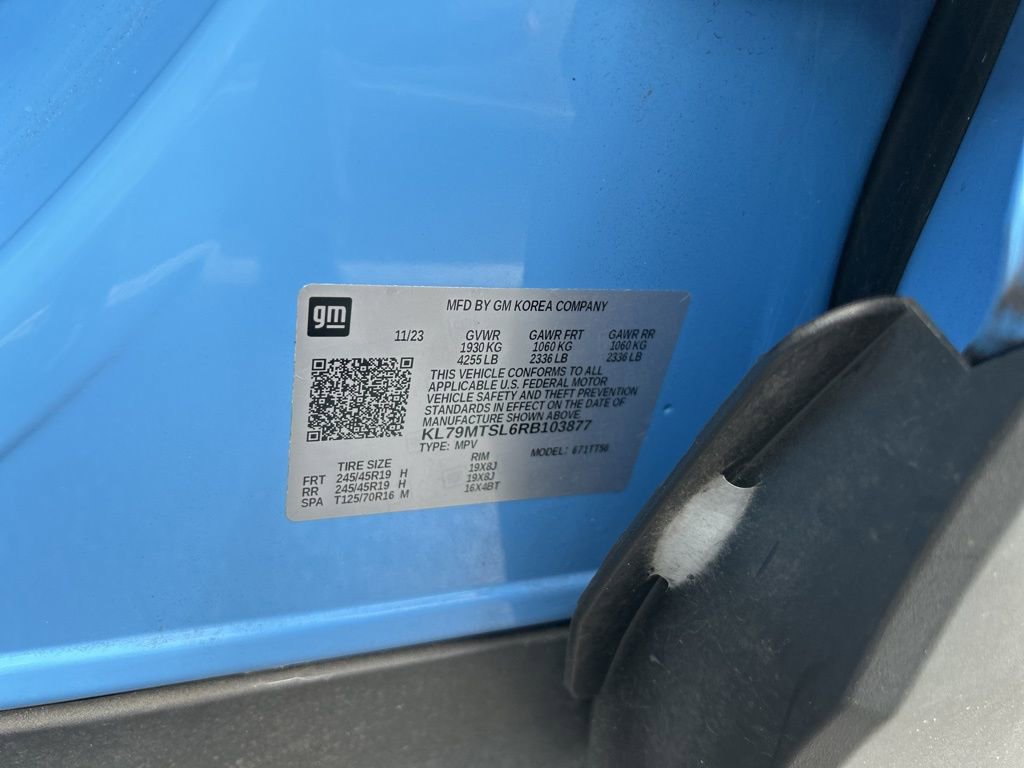 gm
MFD BY GM KOREA COMPANY
11/23 GVWR GAWR FRT GAWR RR
1930 KG 1060 KG 1060 KG
4255 LB 2336 LB 2336 LB
THIS VEHICLE CONFORMS TO ALL
APPLICABLE U.S. FEDERAL MOTOR
VEHICLE SAFETY AND THEFT PREVENTION
STANDARDS IN EFFECT ON THE DATE OF
MANUFACTURE SHOWN ABOVE
KL79MTSL6RB103877
TYPE: MPV MODEL: 671TT56
TIRE SIZE RIM
FRT 245/45R19 H 19X8J
RR 245/45R19 H 19X8J
SPA T125/70R16 M 16X4BT